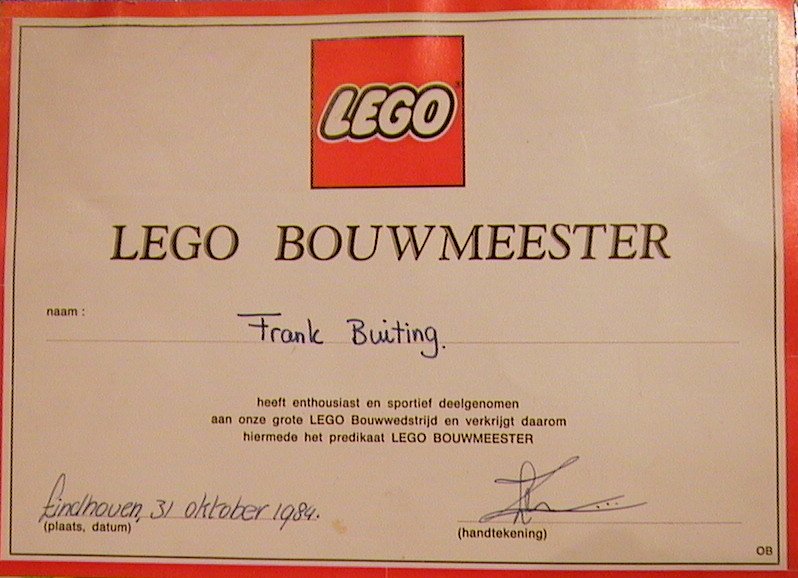 LEGO
LEGO BOUWMEESTER
naam :
Frank Buiting.
heeft enthousiast en sportief deelgenomen
aan onze grote LEGO Bouwwedstrijd en verkrijgt daarom
hiermede het predikaat LEGO BOUWMEESTER
Eindhoven, 31 oktober 1984.
(plaats, datum)
(handtekening)
OB